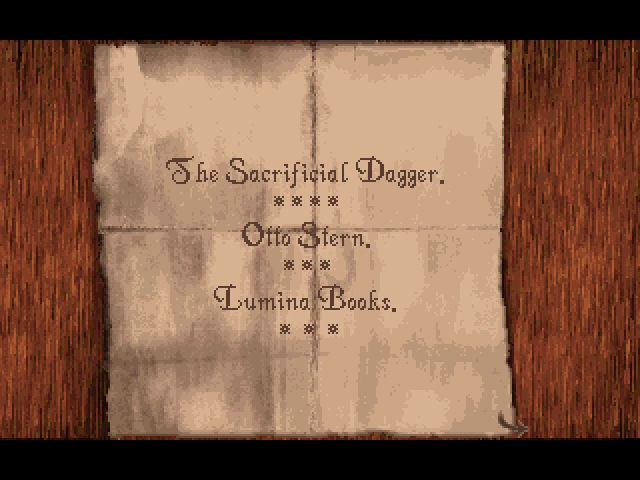 The Sacrificial Dagger.
****
Otto Stern.
***
Lumina Books.
* * *